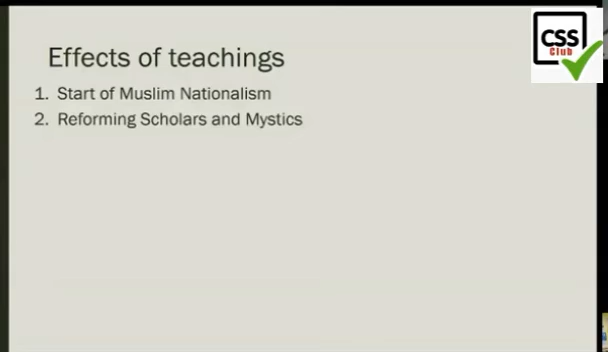 CSS
Club
Effects of teachings
1. Start of Muslim Nationalism
2. Reforming Scholars and Mystics